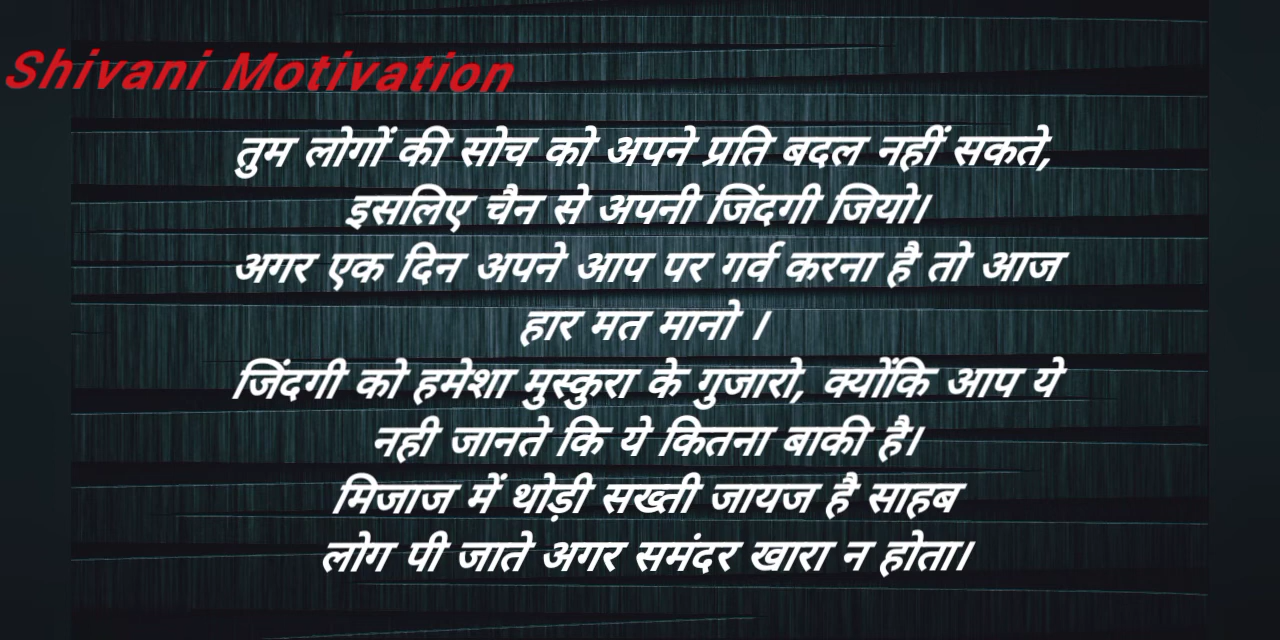 Shivani Motivation
तुम लोगों की सोच को अपने प्रति बदल नहीं सकते,
इसलिए चैन से अपनी जिंदगी जियो।
अगर एक दिन अपने आप पर गर्व करना है तो आज
हार मत मानो ।
जिंदगी को हमेशा मुस्कुरा के गुजारो, क्योंकि आप ये
नही जानते कि ये कितना बाकी है।
मिजाज में थोड़ी सख्ती जायज है साहब
लोग पी जाते अगर समंदर खारा न होता।